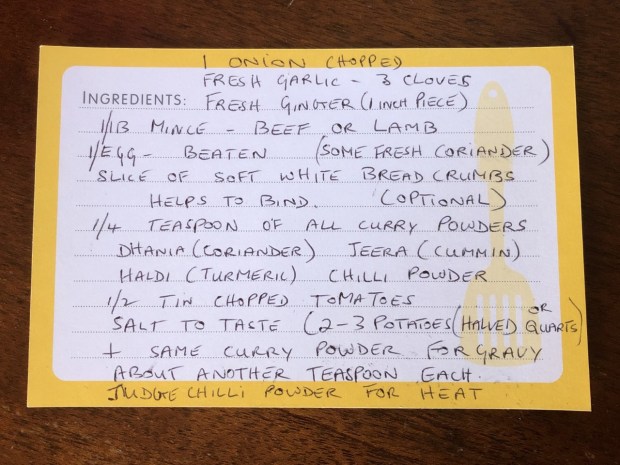 1 ONION CHOPPED
FRESH GARLIC - 3 CLOVES
INGREDIENTS: FRESH GINGER (1 INCH PIECE)
1/1B MINCE - BEEF OR LAMB
1/EGG - BEATEN (SOME FRESH CORIANDER)
SLICE OF SOFT WHITE BREADCRUMBS
HELPS TO BIND. (OPTIONAL)
1/4 TEASPOON OF ALL CURRY POWDERS
DHANIA (CORIANDER) JEERA (CUMMIN)
HALDI (TURMERIC) CHILLI POWDER
1/2 TIN CHOPPED TOMATOES
SALT TO TASTE (2-3 POTATOES (HALVED OR QUARTS)
+ SAME CURRY POWDER FOR GRAVY
ABOUT ANOTHER TEASPOON EACH.
JUDGE CHILLI POWDER FOR HEAT